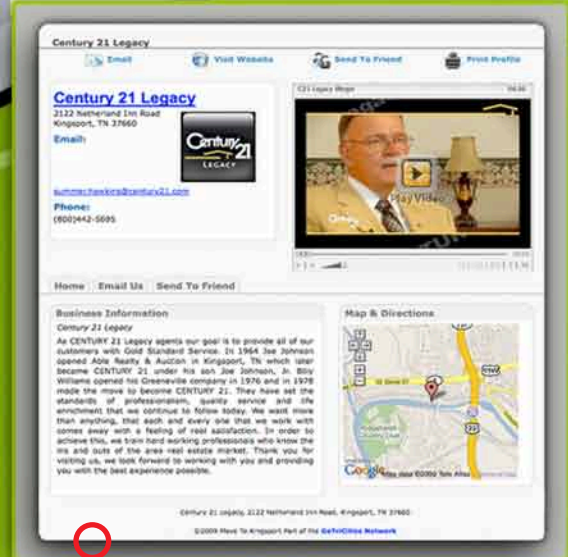 Century 21 Legacy
Email Visit Website Send To Friend Print Profile
Century 21 Legacy
2122 Netherland Inn Road
Kingsport, TN 37660
Email:
Century 21
LEGACY
summer.hawkins@century21.com
Phone:
(800)442-5695
C21 Legacy
Play Video
Home Email Us Send To Friend
Business Information
Century 21 Legacy
As CENTURY 21 Legacy agents our goal is to provide all of our
customers with Gold Standard Service. In 1964 Joe Johnson
opened Able Realty & Auction in Kingsport, TN which later
became CENTURY 21 under his son Joe Johnson, Jr. Billy
Williams opened his Greeneville company in 1976 and in 1978
made the move to become CENTURY 21. They have set the
standards of professionalism, quality service and life
enrichment that we continue to follow today. We want more
than anything, that each and every one that we work with
comes away with a feeling of real satisfaction. In order to
achieve this, we train hard working professionals who know the
ins and outs of the area real estate market. Thank you for
visiting us, we look forward to working with you and providing
you with the best experience possible.
Map & Directions
Country Club
Google
Century 21 Legacy, 2122 Netherland Inn Road, Kingsport, TN 37660
©2009 Move To Kingsport Part of the GoTriCities Network